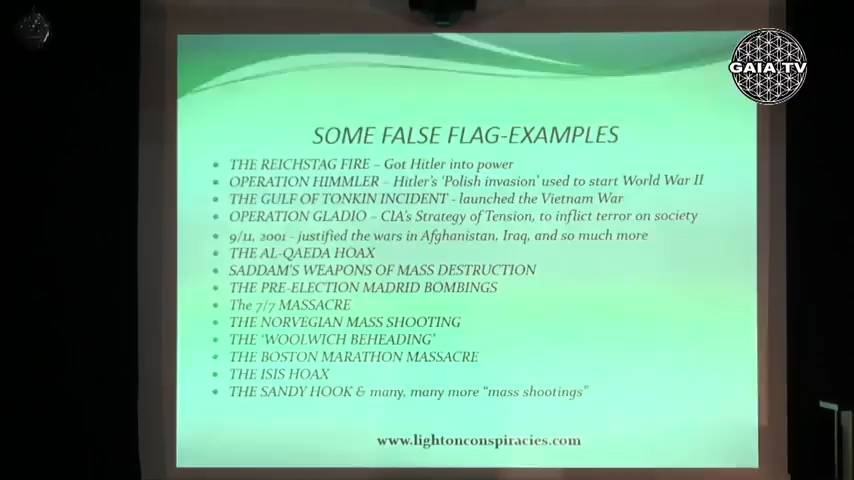 GAIA TV
SOME FALSE FLAG-EXAMPLES
• THE REICHSTAG FIRE – Got Hitler into power
• OPERATION HIMMLER – Hitler's 'Polish invasion' used to start World War II
• THE GULF OF TONKIN INCIDENT - launched the Vietnam War
• OPERATION GLADIO – CIA's Strategy of Tension, to inflict terror on society
• 9/11, 2001 - justified the wars in Afghanistan, Iraq, and so much more
• THE AL-QAEDA HOAX
• SADDAM'S WEAPONS OF MASS DESTRUCTION
• THE PRE-ELECTION MADRID BOMBINGS
• The 7/7 MASSACRE
• THE NORVEGIAN MASS SHOOTING
• THE 'WOOLWICH BEHEADING'
• THE BOSTON MARATHON MASSACRE
• THE ISIS HOAX
• THE SANDY HOOK & many, many more "mass shootings"
www.lightonconspiracies.com